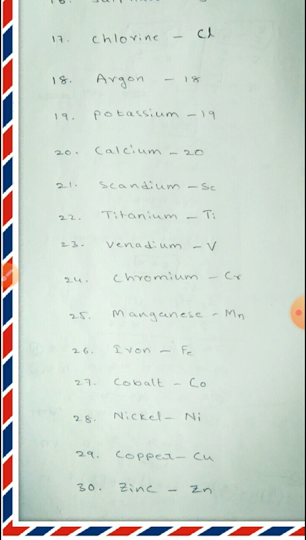 17. Chlorine - Cl
18. Argon - 18
19. Potassium - 19
20. Calcium - 20
21. Scandium - Sc
22. Titanium - Ti
23. Venadium - V
24. Chromium - Cr
25. Manganese - Mn
26. Iron - Fe
27. Cobalt - Co
28. Nickel - Ni
29. Copper - Cu
30. Zinc - Zn